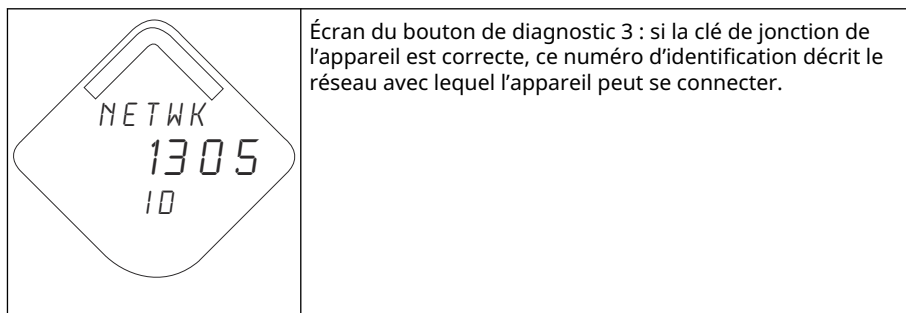 NETWK
1305
ID
Écran du bouton de diagnostic 3 : si la clé de jonction de
l’appareil est correcte, ce numéro d’identification décrit le
réseau avec lequel l’appareil peut se connecter.